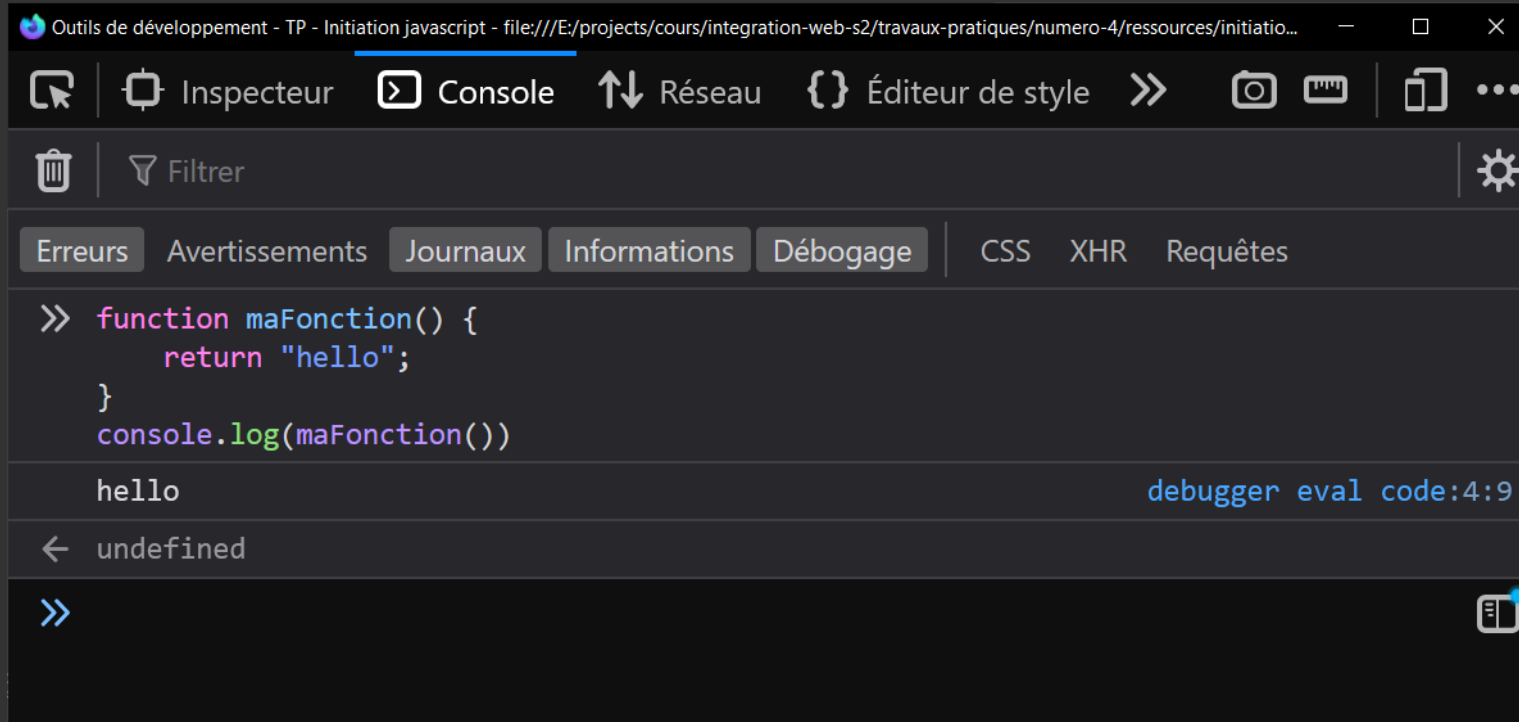 Outils de développement - TP - Initiation javascript - file:///E:/projects/cours/integration-web-s2/travaux-pratiques/numero-4/ressources/initiatio...
Inspecteur Console Réseau {} Éditeur de style
Filtrer
Erreurs Avertissements Journaux Informations Débogage CSS XHR Requêtes
function maFonction() {
return "hello";
}
console.log(maFonction())
hello debugger eval code:4:9
undefined